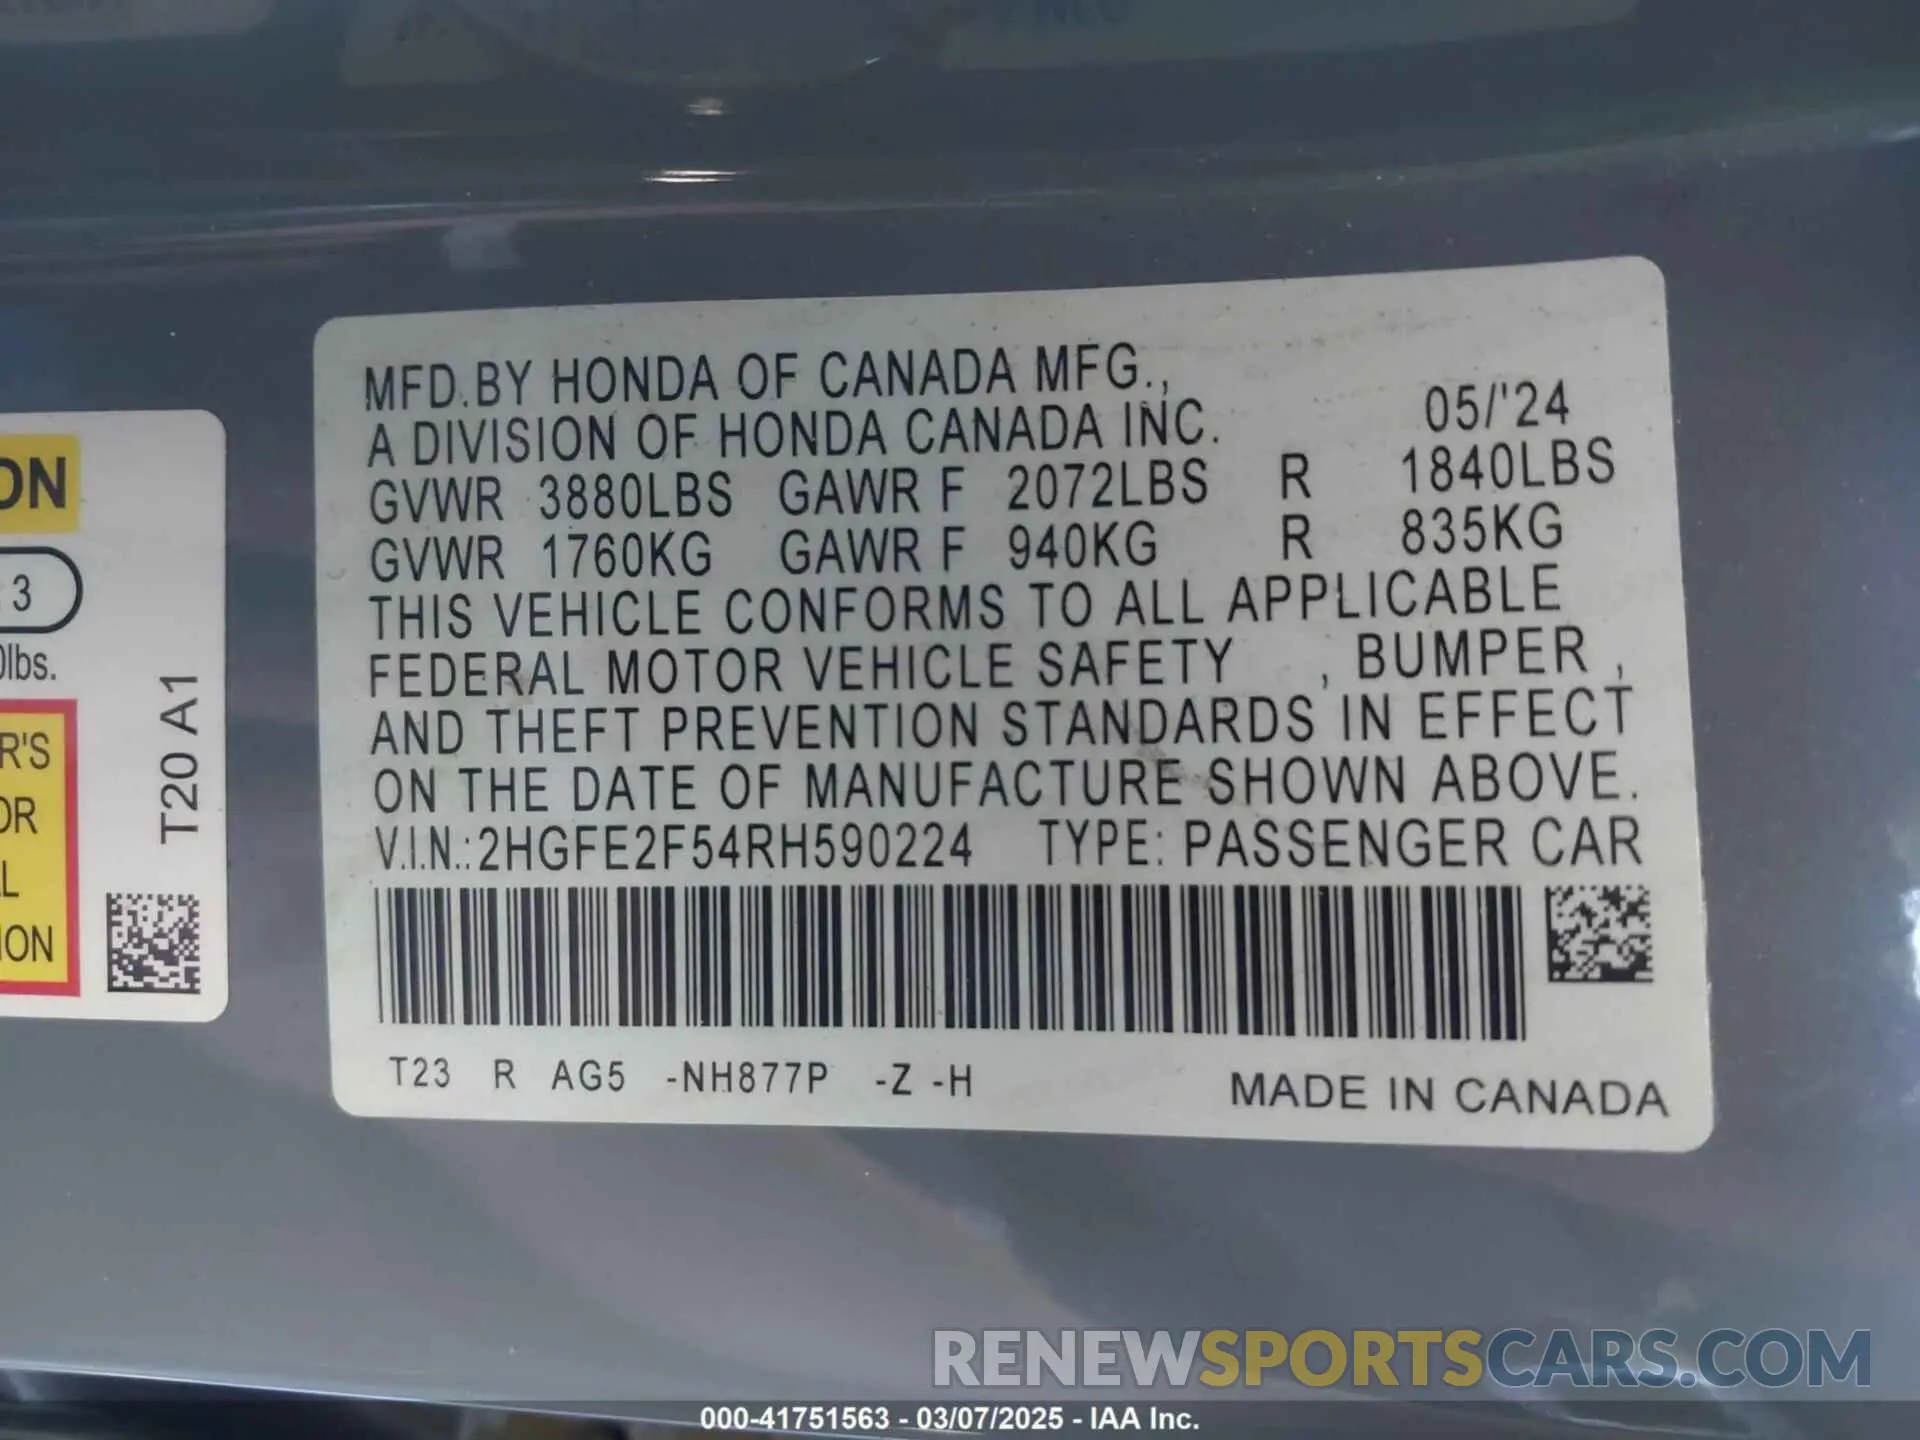 MFD.BY HONDA OF CANADA MFG.,
A DIVISION OF HONDA CANADA INC. 05/'24
GVWR 3880LBS GAWR F 2072LBS R 1840LBS
GVWR 1760KG GAWR F 940KG R 835KG
THIS VEHICLE CONFORMS TO ALL APPLICABLE
FEDERAL MOTOR VEHICLE SAFETY , BUMPER ,
AND THEFT PREVENTION STANDARDS IN EFFECT
ON THE DATE OF MANUFACTURE SHOWN ABOVE.
V.I.N.:2HGFE2F54RH590224 TYPE: PASSENGER CAR
T23 R AG5 -NH877P -Z -H
MADE IN CANADA
3
lbs.
T20 A1
RENEWSPORTSCARS.COM
000-41751563 - 03/07/2025 - IAA Inc.